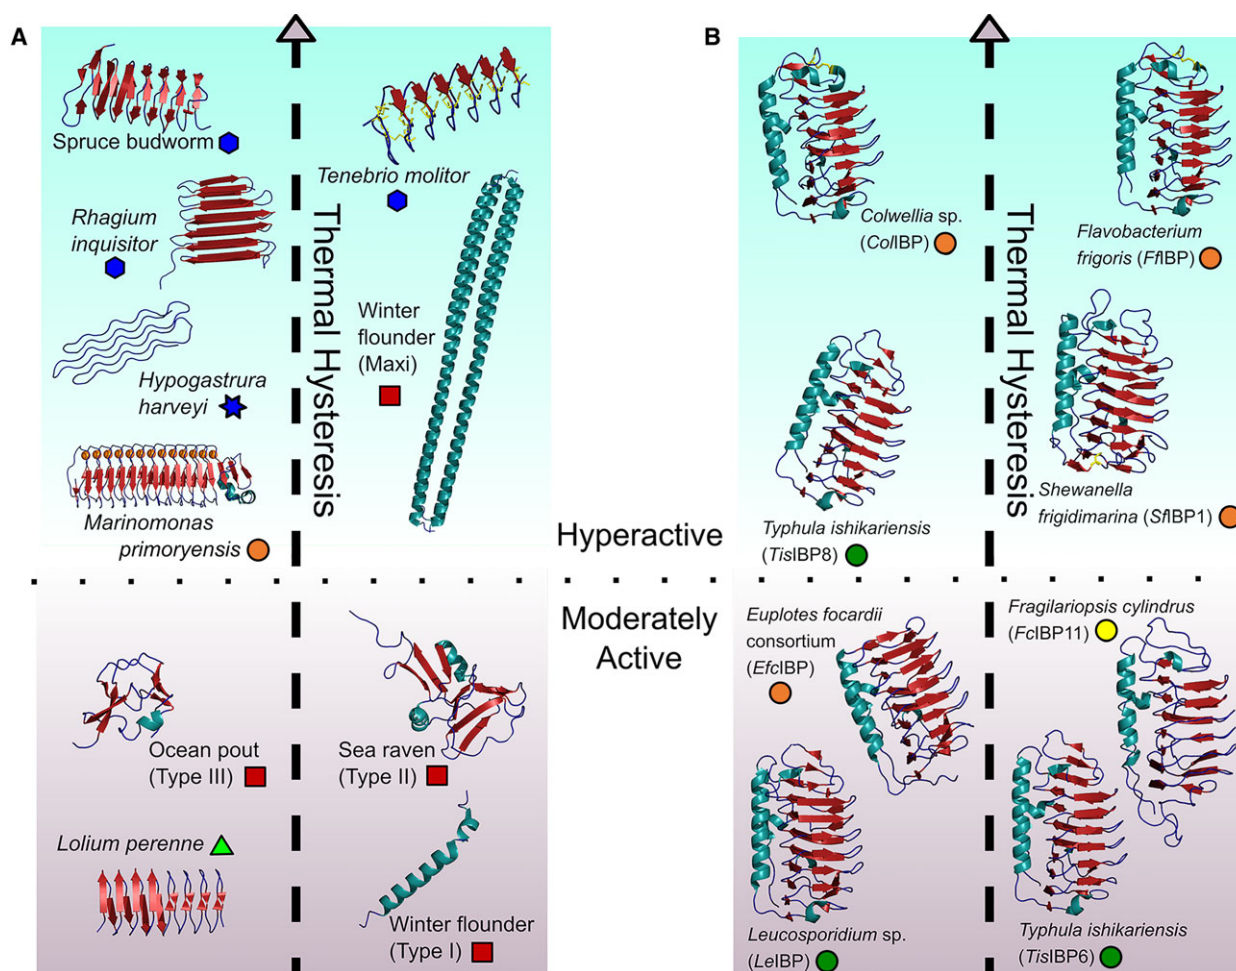 A
Spruce budworm
Tenebrio molitor
Rhagium
inquisitor
Thermal Hysteresis
Winter
flounder
(Maxi)
Hypogastrura
harveyi
Marinomonas
primoryensis
Hyperactive
Moderately
Active
Ocean pout
(Type III)
Sea raven
(Type II)
Lolium perenne
Winter flounder
(Type I)
B
Colwellia sp.
(ColIBP)
Flavobacterium
frigoris (FfIBP)
Thermal Hysteresis
Typhula ishikariensis
(TisIBP8)
Shewanella
frigidimarina (SfIBP1)
Euplotes focardii
consortium
(EfcIBP)
Fragilariopsis cylindrus
(FcIBP11)
Leucosporidium sp.
(LeIBP)
Typhula ishikariensis
(TisIBP6)